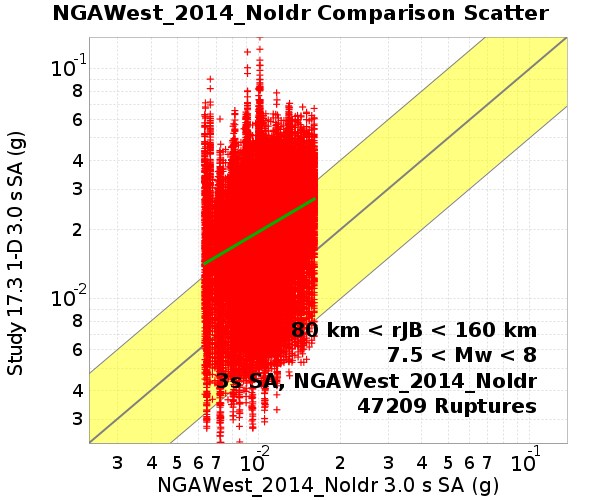 NGAWest_2014_NoIdr Comparison Scatter
Study 17.3 1-D 3.0 s SA (g)
10-1
8
6
4
3
2
10-2
8
6
4
3
80 km < rJB < 160 km
7.5 < Mw < 8
3s SA, NGAWest_2014_NoIdr
47209 Ruptures
3 4 5 6 7 10-2 2 3 4 5 6 7 10-1
NGAWest_2014_NoIdr 3.0 s SA (g)